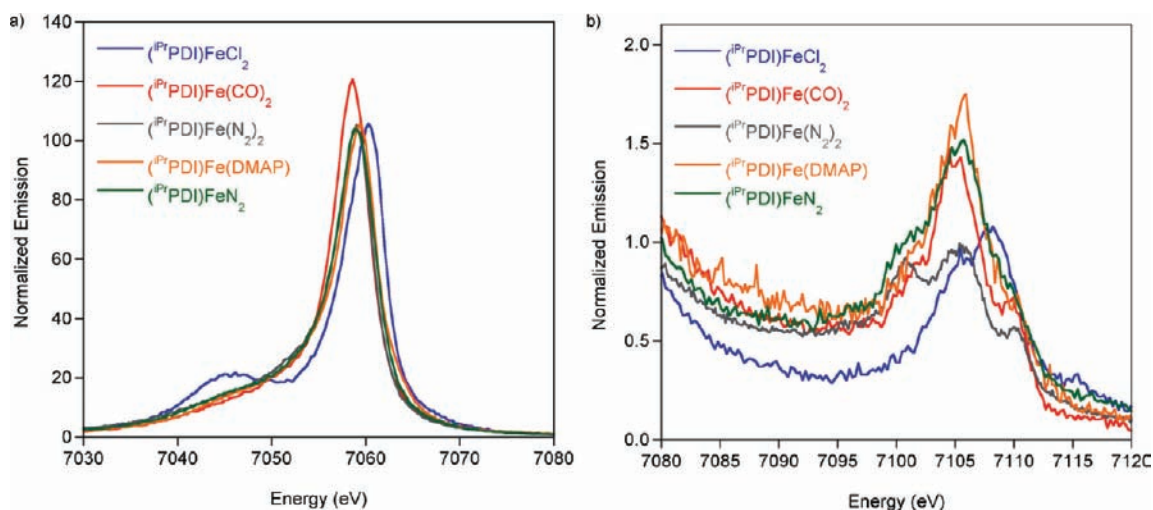 a)
140
120
100
80
60
40
20
0
Normalized Emission
(iPrPDI)FeCl2
(iPrPDI)Fe(CO)2
(iPrPDI)Fe(N2)2
(iPrPDI)Fe(DMAP)
(iPrPDI)FeN2
7030 7040 7050 7060 7070 7080
Energy (eV)
b)
2.0
1.5
1.0
0.5
0.0
Normalized Emission
(iPrPDI)FeCl2
(iPrPDI)Fe(CO)2
(iPrPDI)Fe(N2)2
(iPrPDI)Fe(DMAP)
(iPrPDI)FeN2
7080 7085 7090 7095 7100 7105 7110 7115 7120
Energy (eV)